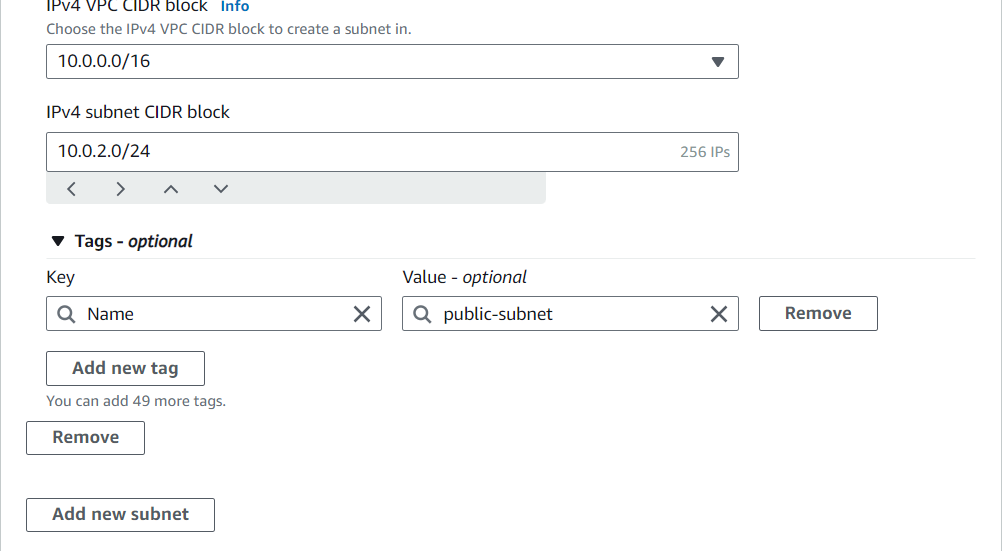 IPv4 VPC CIDR block Info
Choose the IPv4 VPC CIDR block to create a subnet in.
10.0.0.0/16
IPv4 subnet CIDR block
10.0.2.0/24 256 IPs
Tags - optional
Key Value - optional
Name public-subnet Remove
Add new tag
You can add 49 more tags.
Remove
Add new subnet